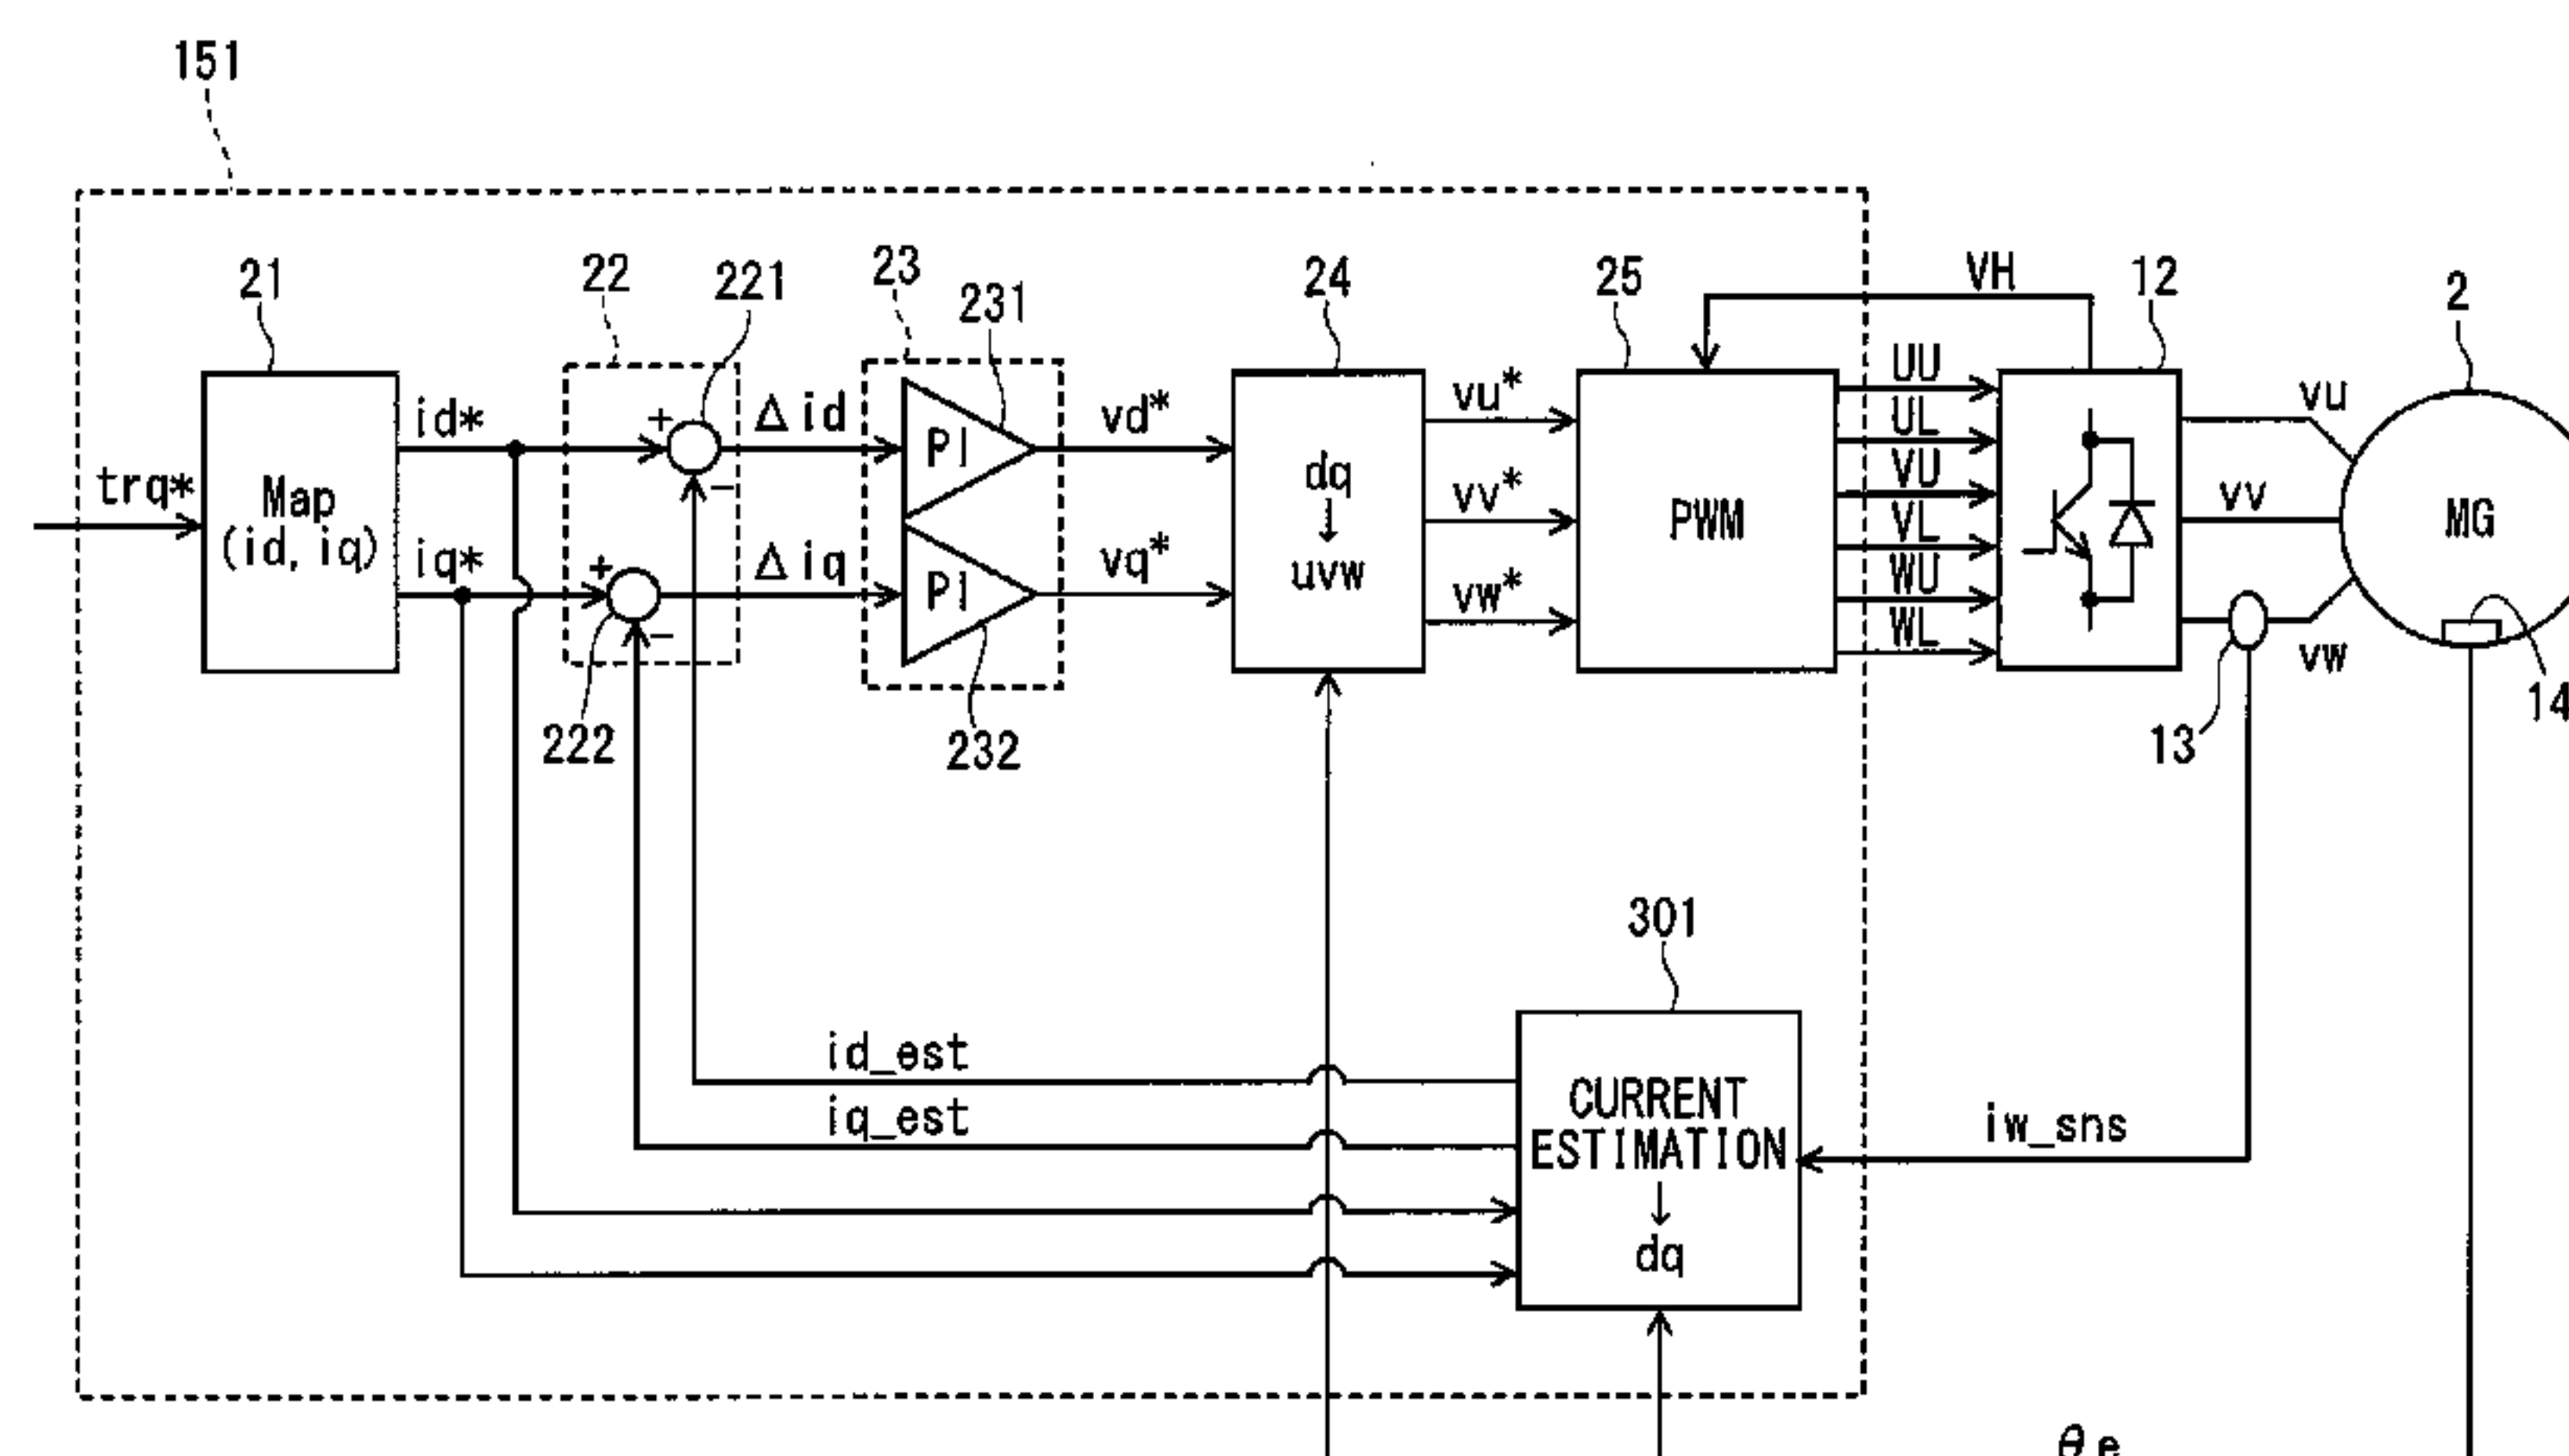 151
21
22
221
23
231
24
25
VH
12
2
trq*
Map
(id, iq)
id*
iq*
+
−
+
−
222
Δid
Δiq
PI
PI
232
vd*
vq*
dq
↓
uvw
vu*
vv*
vw*
PWM
UU
UL
VU
VL
WU
WL
vu
vv
vw
MG
13
14
301
id_est
iq_est
CURRENT
ESTIMATION
↓
dq
iw_sns
θe